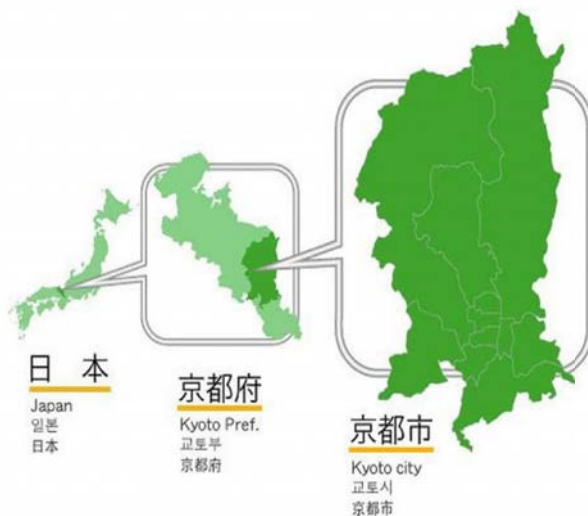 日 本
Japan
일본
日本
京都府
Kyoto Pref.
교토부
京都府
京都市
Kyoto city
교토시
京都市